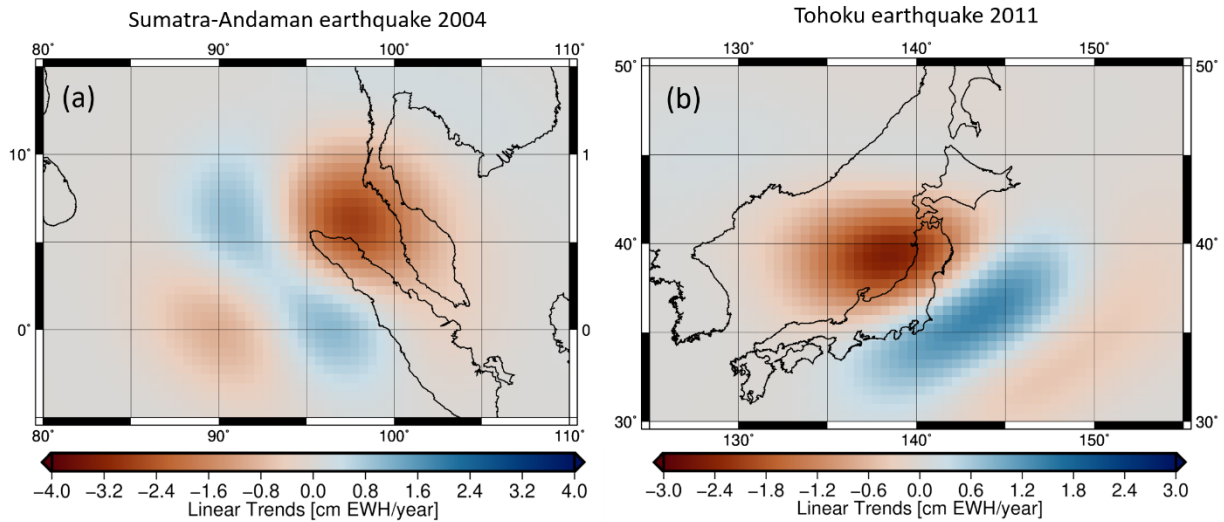 Sumatra-Andaman earthquake 2004
Tohoku earthquake 2011
80˚ 90˚ 100˚ 110˚
(a)
10˚ 1
0˚ 0
80˚ 90˚ 100˚ 110˚
−4.0 −3.2 −2.4 −1.6 −0.8 0.0 0.8 1.6 2.4 3.2 4.0
Linear Trends [cm EWH/year]
130˚ 140˚ 150˚
50˚ 50˚
(b)
40˚ 40˚
30˚ 30˚
130˚ 140˚ 150˚
−3.0 −2.4 −1.8 −1.2 −0.6 0.0 0.6 1.2 1.8 2.4 3.0
Linear Trends [cm EWH/year]